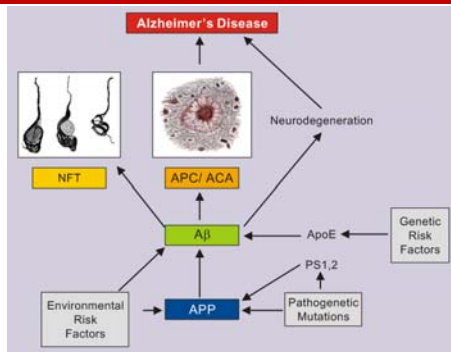 Alzheimer's Disease
Neurodegeneration
NFT
APC/ ACA
Aβ
ApoE
Genetic
Risk
Factors
PS1,2
Environmental
Risk
Factors
APP
Pathogenetic
Mutations